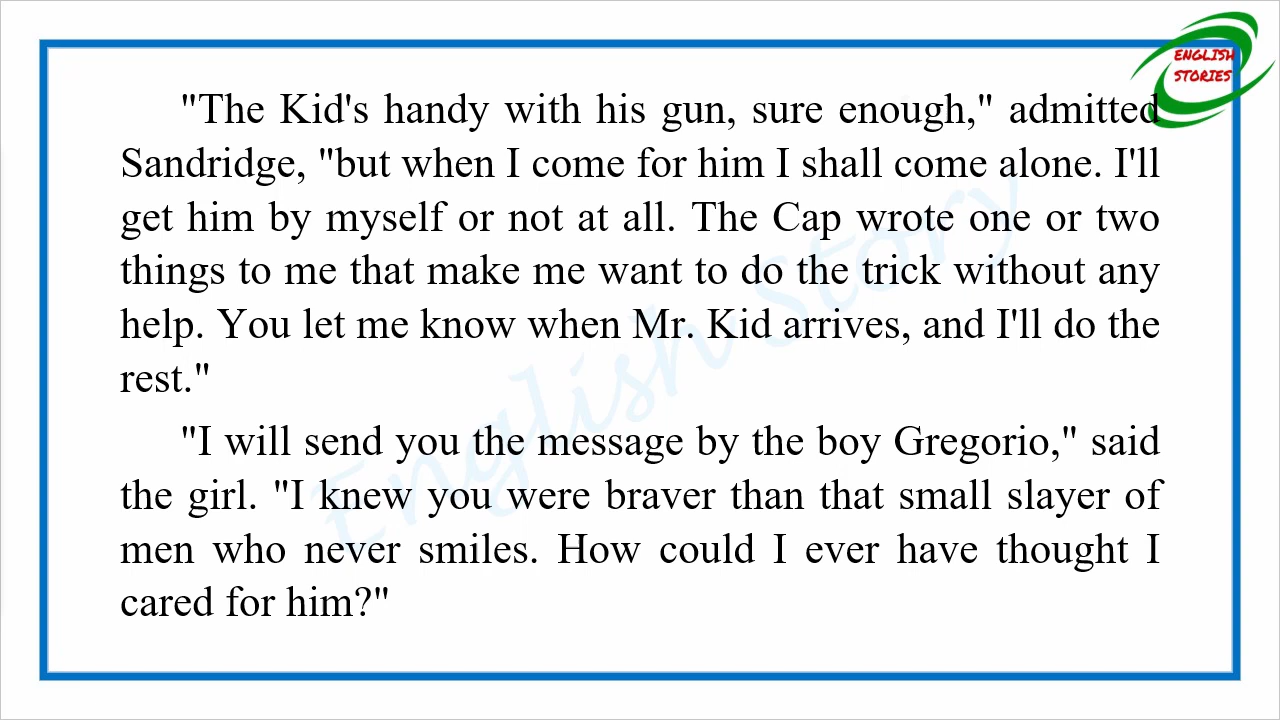 ENGLISH
STORIES
"The Kid's handy with his gun, sure enough," admitted
Sandridge, "but when I come for him I shall come alone. I'll
get him by myself or not at all. The Cap wrote one or two
things to me that make me want to do the trick without any
help. You let me know when Mr. Kid arrives, and I'll do the
rest."
"I will send you the message by the boy Gregorio," said
the girl. "I knew you were braver than that small slayer of
men who never smiles. How could I ever have thought I
cared for him?"
English Story